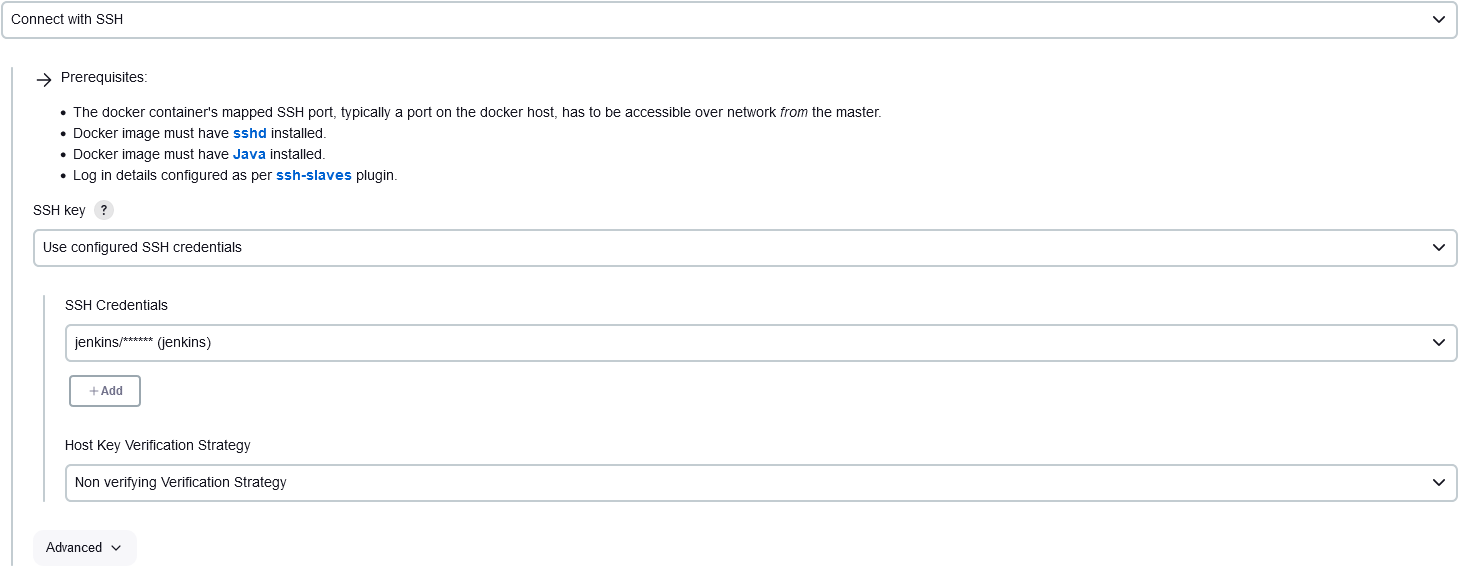 Connect with SSH
Prerequisites:
The docker container's mapped SSH port, typically a port on the docker host, has to be accessible over network from the master.
Docker image must have sshd installed.
Docker image must have Java installed.
Log in details configured as per ssh-slaves plugin.
SSH key ?
Use configured SSH credentials
SSH Credentials
jenkins/****** (jenkins)
+Add
Host Key Verification Strategy
Non verifying Verification Strategy
Advanced